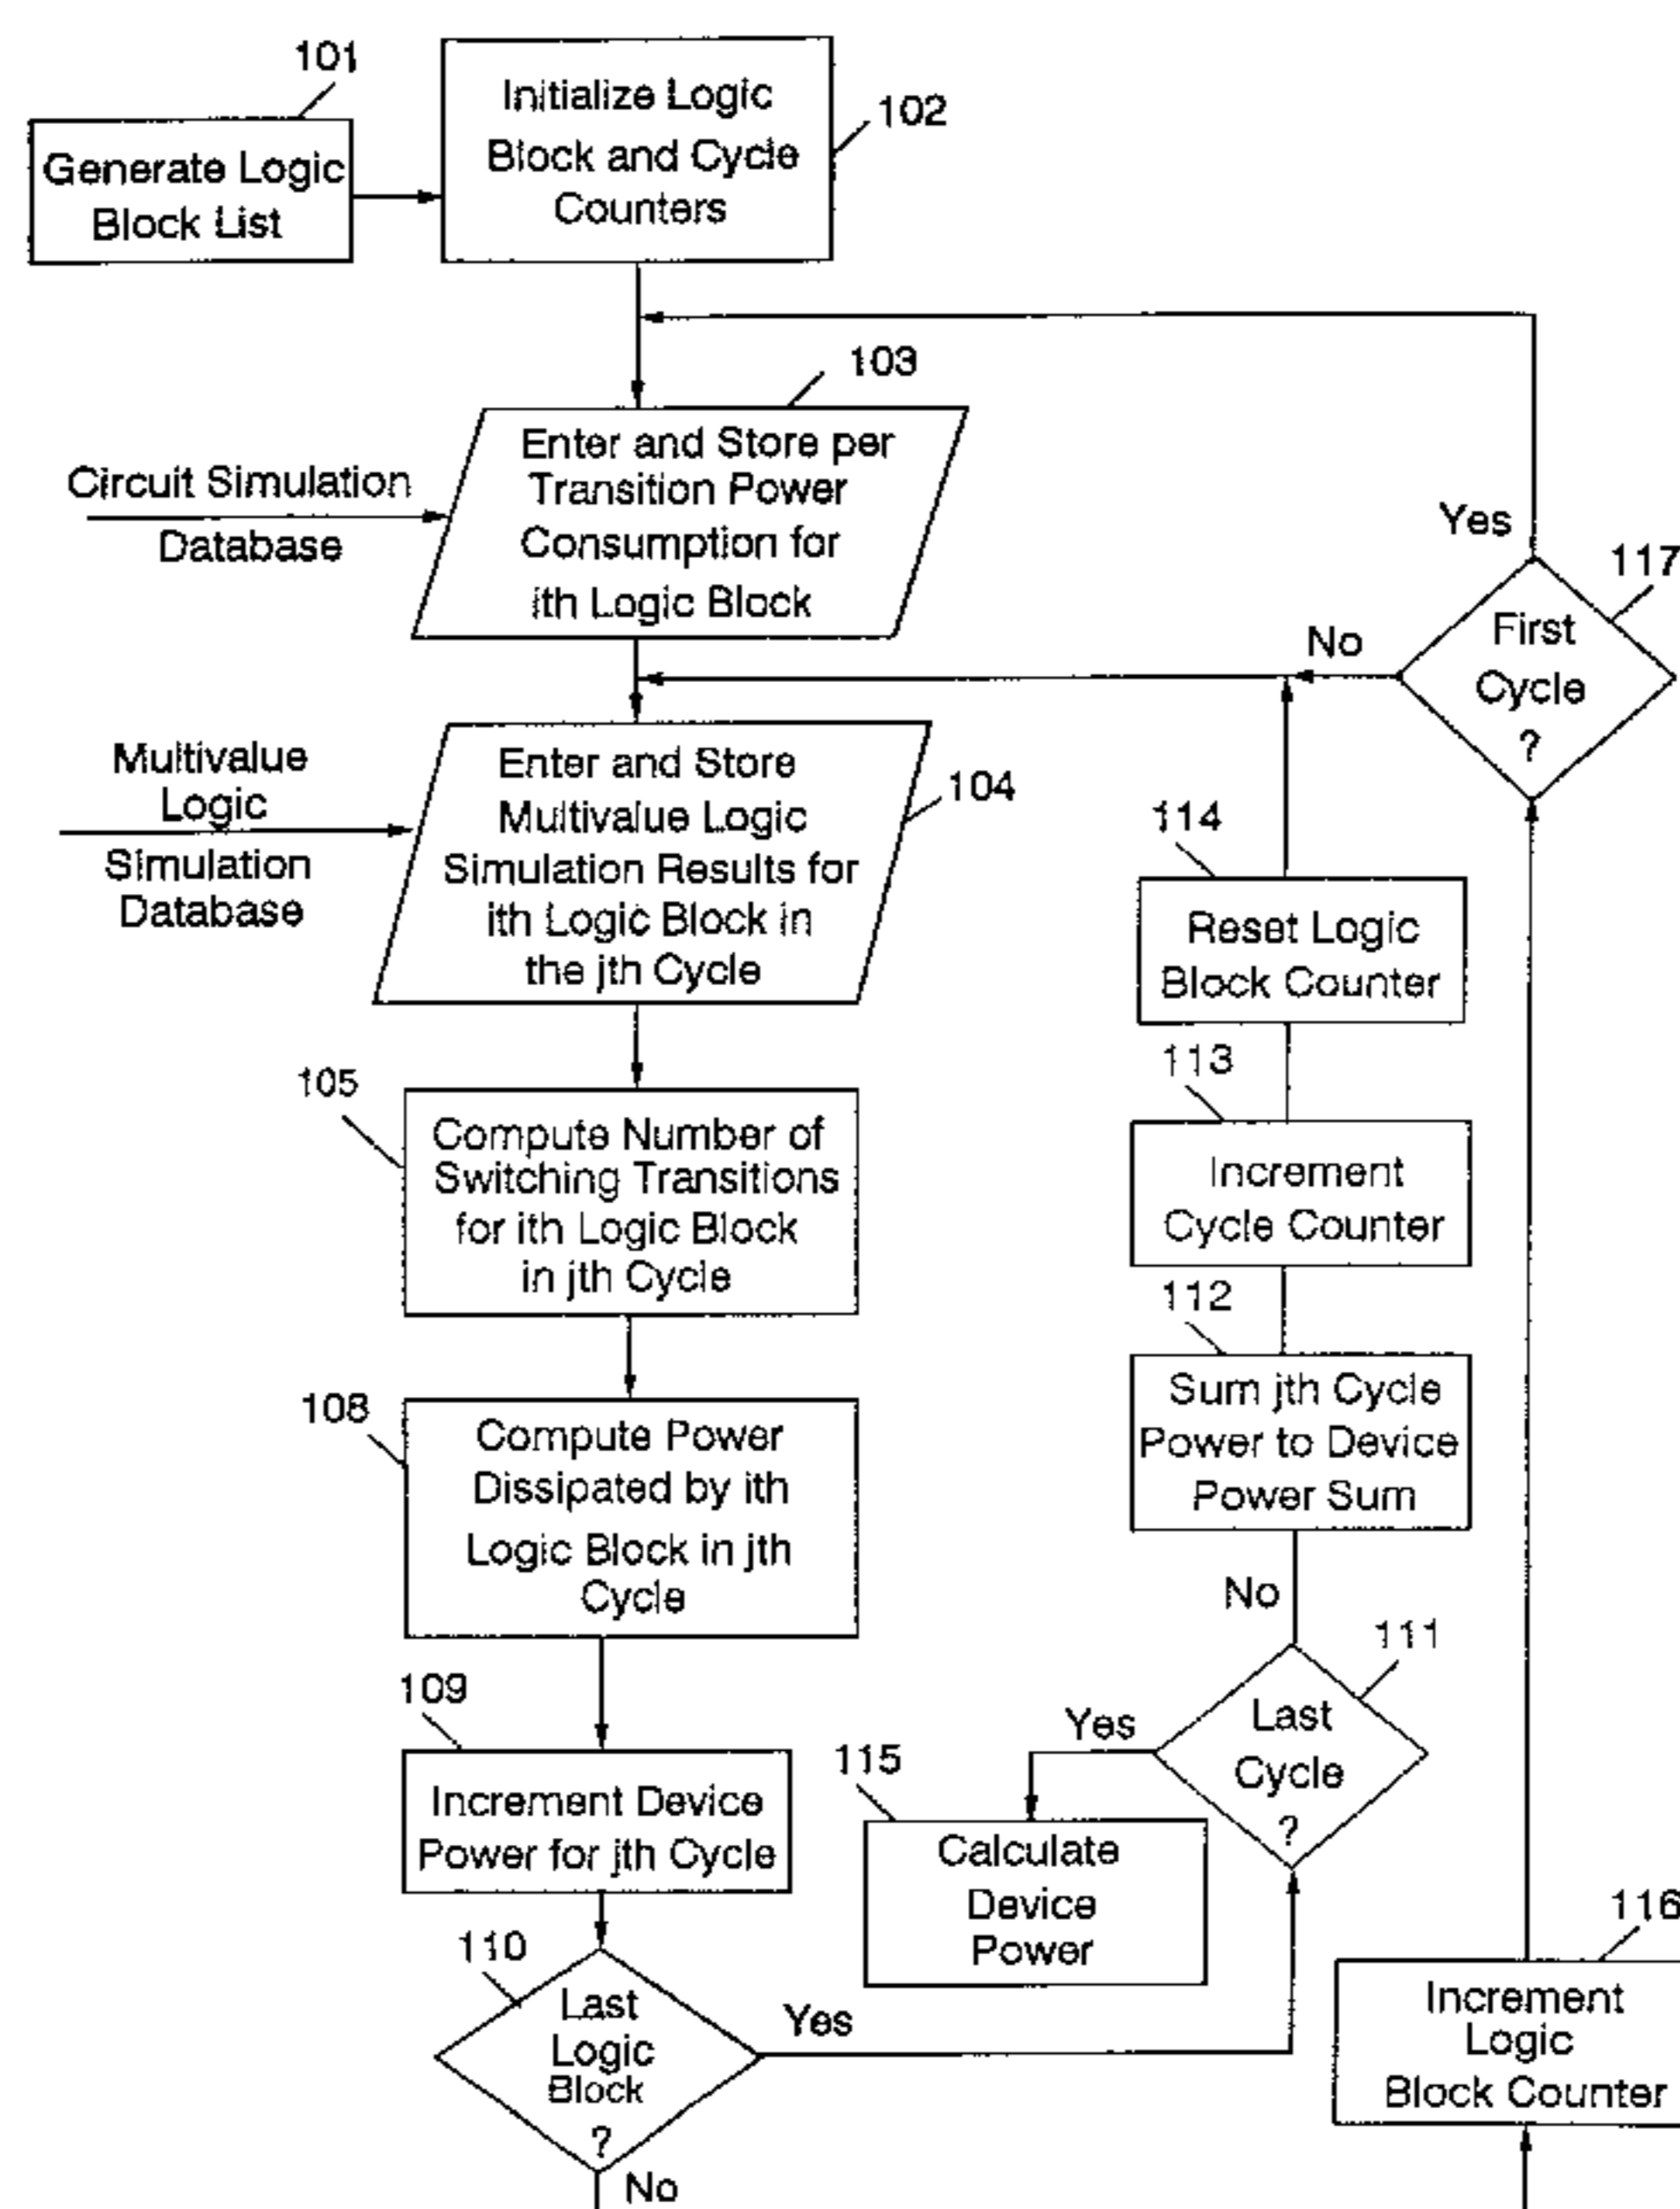 101
Generate Logic
Block List
Initialize Logic
Block and Cycle
Counters
102
103
Enter and Store per
Transition Power
Consumption for
ith Logic Block
Circuit Simulation
Database
Yes
117
First
Cycle
?
No
Multivalue
Logic
Simulation
Database
Enter and Store
Multivalue Logic
Simulation Results for
ith Logic Block in
the jth Cycle
104
114
Reset Logic
Block Counter
105
Compute Number of
Switching Transitions
for ith Logic Block
in jth Cycle
113
Increment
Cycle Counter
112
Sum jth Cycle
Power to Device
Power Sum
108
Compute Power
Dissipated by ith
Logic Block in jth
Cycle
No
111
Last
Cycle
?
Yes
109
Increment Device
Power for jth Cycle
115
Calculate
Device
Power
110
Last
Logic
Block
?
Yes
No
116
Increment
Logic
Block Counter